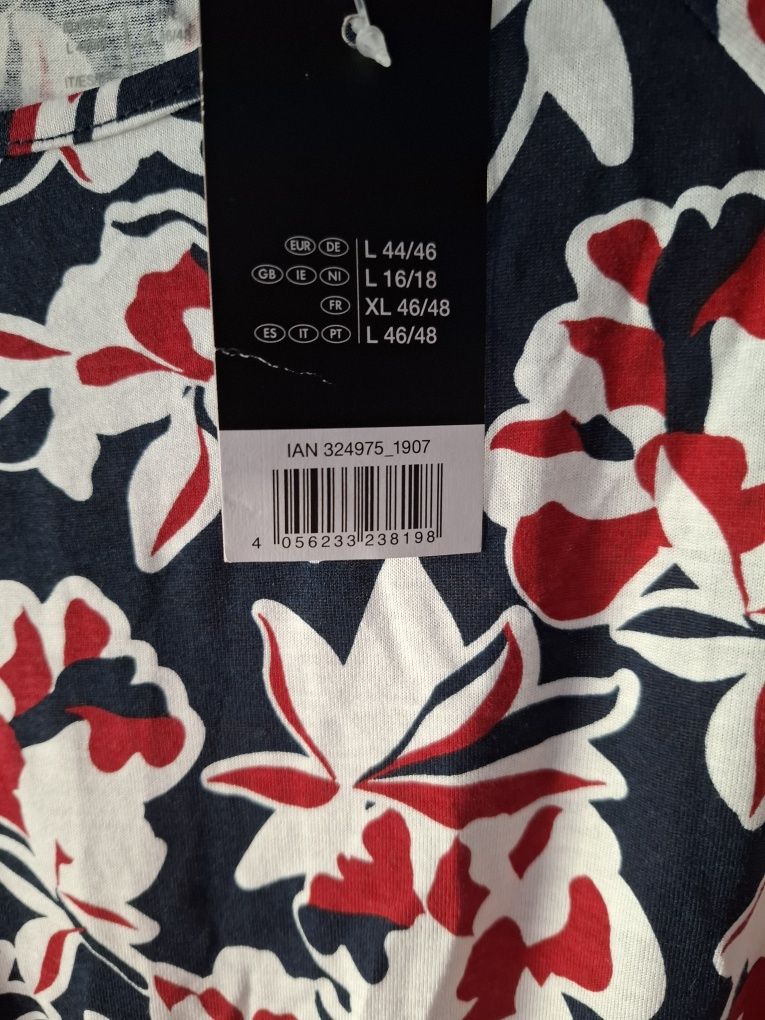 EUR DE L 44/46
GB IE NI L 16/18
FR XL 46/48
ES IT PT L 46/48
IAN 324975_1907
4 056233 238198